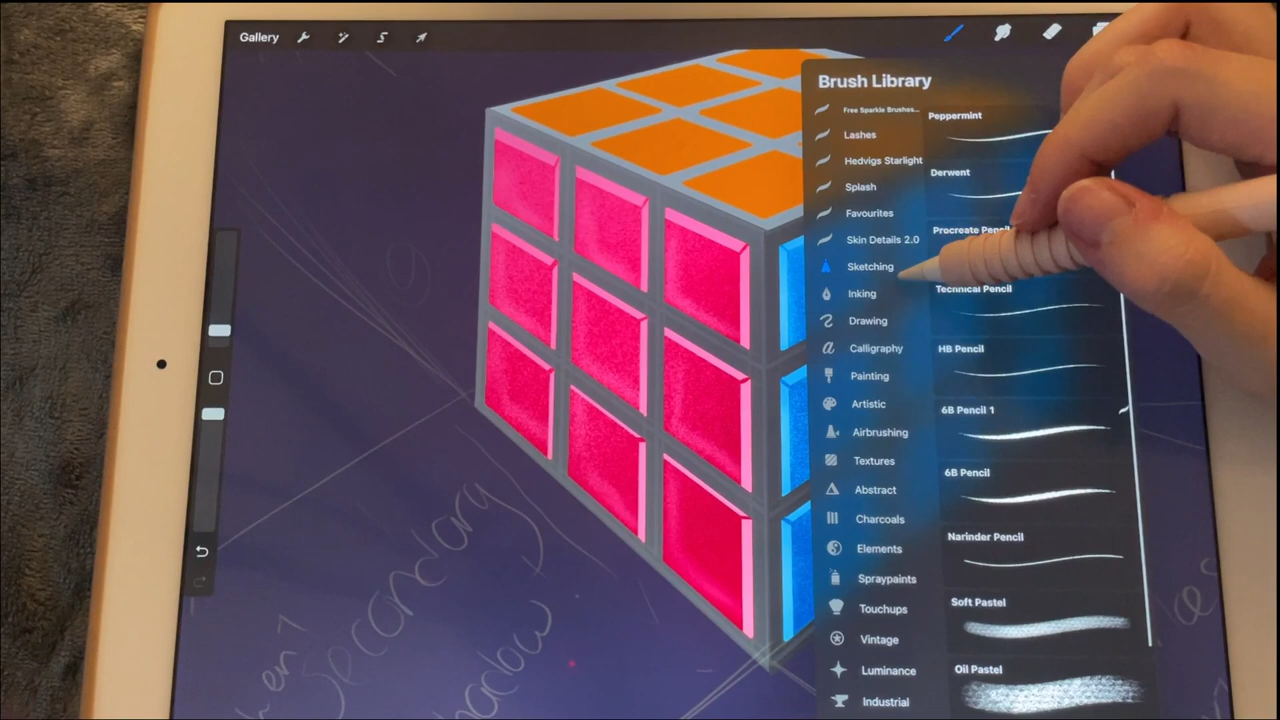 Gallery
Brush Library
Free Sparkle Brushes...
Lashes
Hedvigs Starlight
Splash
Favourites
Skin Details 2.0
Sketching
Inking
Drawing
Calligraphy
Painting
Artistic
Airbrushing
Textures
Abstract
Charcoals
Elements
Spraypaints
Touchups
Vintage
Luminance
Industrial
Peppermint
Derwent
Procreate Pencil
Technical Pencil
HB Pencil
6B Pencil 1
6B Pencil
Narinder Pencil
Soft Pastel
Oil Pastel
Secondary